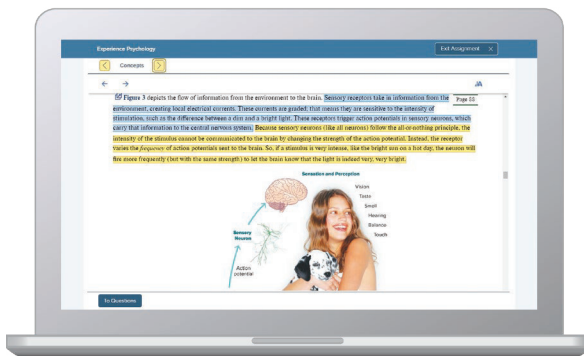 Experience Psychology
Exit Assignment X
Concepts
Figure 3 depicts the flow of information from the environment to the brain. Sensory receptors take in information from the
Page 53
environment, creating local electrical currents. These currents are graded; that means they are sensitive to the intensity of
stimulation, such as the difference between a dim and a bright light. These receptors trigger action potentials in sensory neurons, which
carry that information to the central nervous system. Because sensory neurons (like all neurons) follow the all-or-nothing principle, the
intensity of the stimulus cannot be communicated to the brain by changing the strength of the action potential. Instead, the receptor
varies the frequency of action potentials sent to the brain. So, if a stimulus is very intense, like the bright sun on a hot day, the neuron will
fire more frequently (but with the same strength) to let the brain know that the light is indeed very, very bright.
Sensation and Perception
Vision
Taste
Smell
Hearing
Balance
Touch
Sensory
Neuron
Action
potential
To Questions